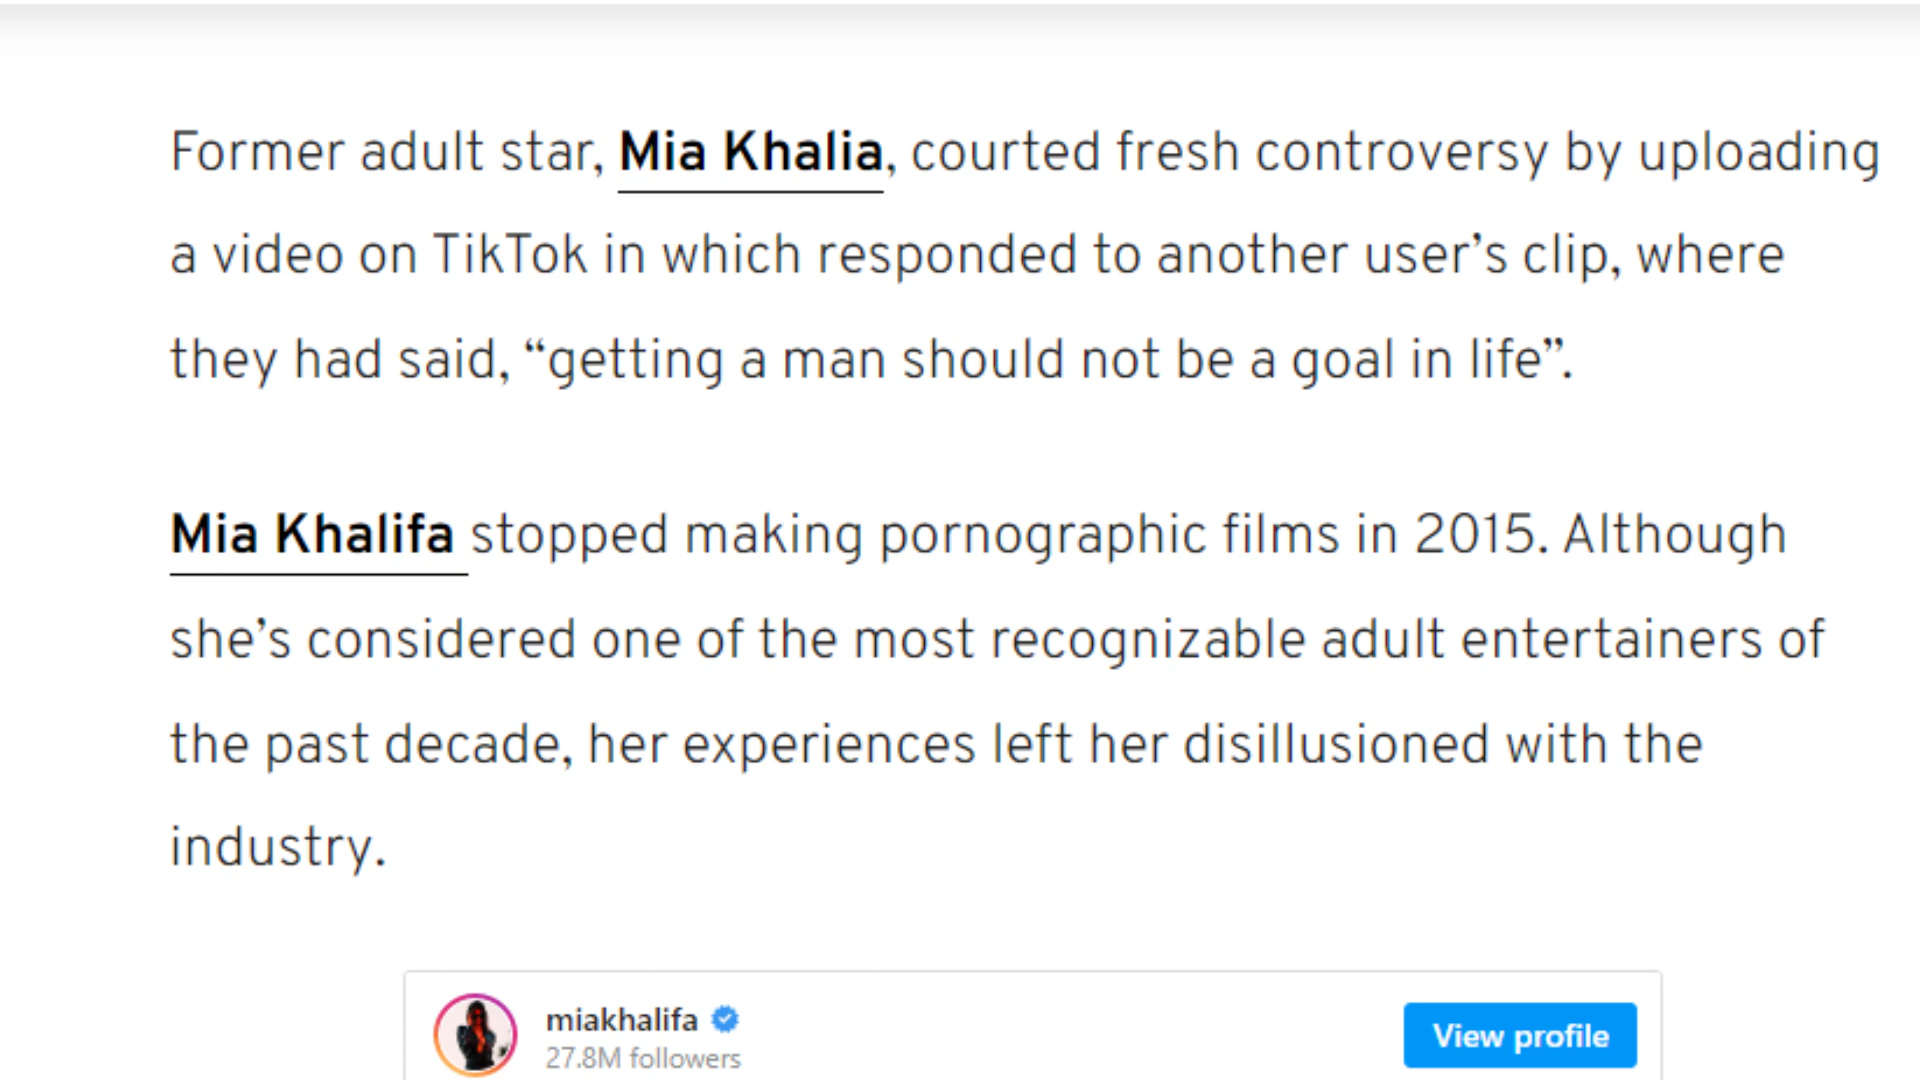 Former adult star, Mia Khalia, courted fresh controversy by uploading
a video on TikTok in which responded to another user’s clip, where
they had said, “getting a man should not be a goal in life”.
Mia Khalifa stopped making pornographic films in 2015. Although
she’s considered one of the most recognizable adult entertainers of
the past decade, her experiences left her disillusioned with the
industry.
miakhalifa
27.8M followers
View profile